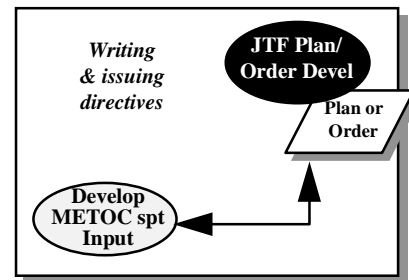 Writing
& issuing
directives
JTF Plan/
Order Devel
Plan or
Order
Develop
METOC spt
Input